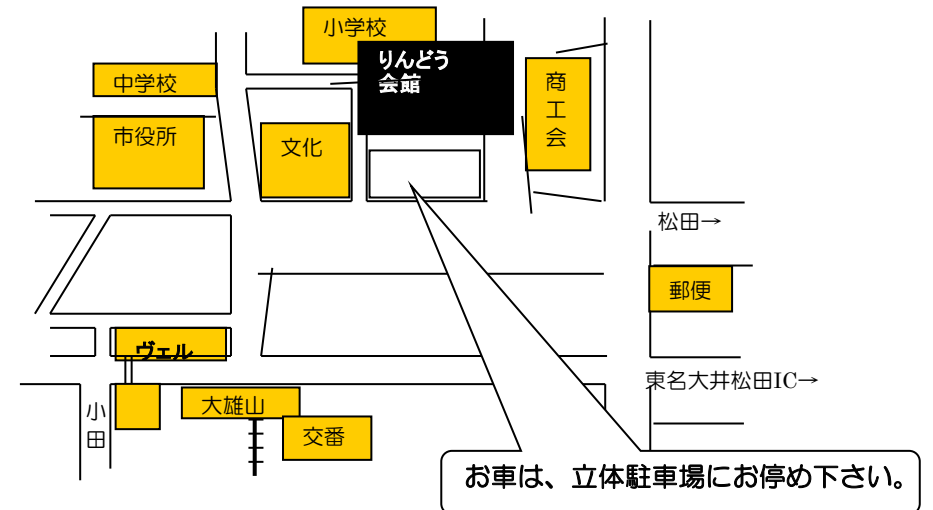 小学校
りんどう
会館
中学校
商
工
会
市役所
文化
松田→
郵便
ヴェル
東名大井松田IC→
小
田
大雄山
交番
お車は、立体駐車場にお停め下さい。